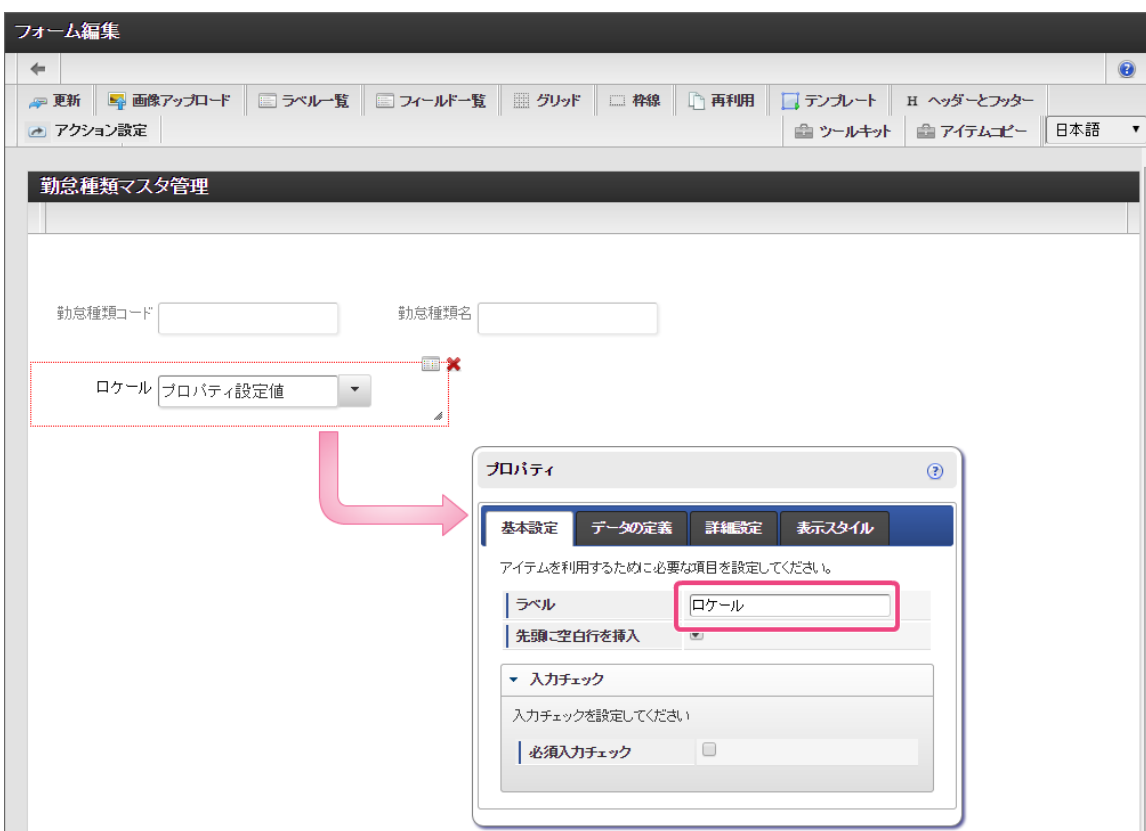 フォーム編集
更新 画像アップロード ラベル一覧 フィールド一覧 グリッド 枠線 再利用 テンプレート H ヘッダーとフッター
アクション設定 ツールキット アイテムコピー 日本語
勤怠種類マスタ管理
勤怠種類コード 勤怠種類名
ロケール プロパティ設定値
プロパティ
基本設定 データの定義 詳細設定 表示スタイル
アイテムを利用するために必要な項目を設定してください。
ラベル ロケール
先頭に空白行を挿入
入力チェック
入力チェックを設定してください
必須入力チェック